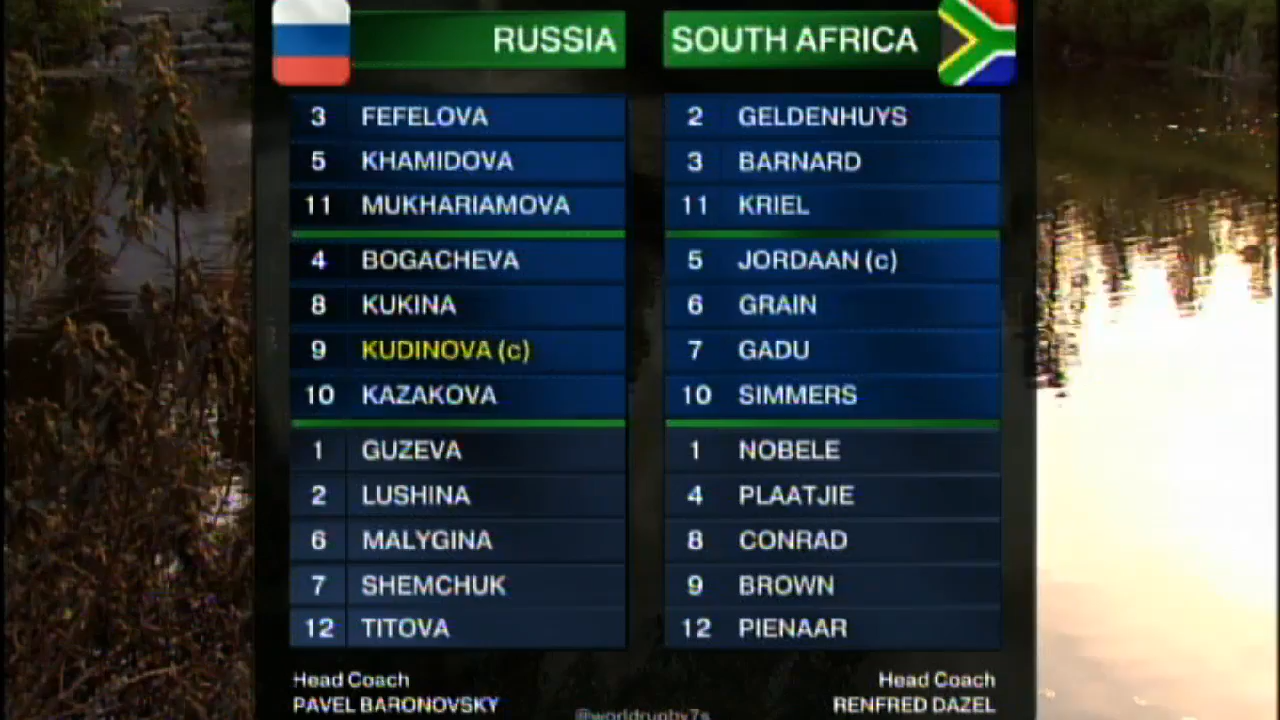 RUSSIA
3 FEFELOVA
5 KHAMIDOVA
11 MUKHARIAMOVA
4 BOGACHEVA
8 KUKINA
9 KUDINOVA (c)
10 KAZAKOVA
1 GUZEVA
2 LUSHINA
6 MALYGINA
7 SHEMCHUK
12 TITOVA
Head Coach
PAVEL BARONOVSKY
SOUTH AFRICA
2 GELDENHUYS
3 BARNARD
11 KRIEL
5 JORDAAN (c)
6 GRAIN
7 GADU
10 SIMMERS
1 NOBELE
4 PLAATJIE
8 CONRAD
9 BROWN
12 PIENAAR
Head Coach
RENFRED DAZEL
@worldrugby7s